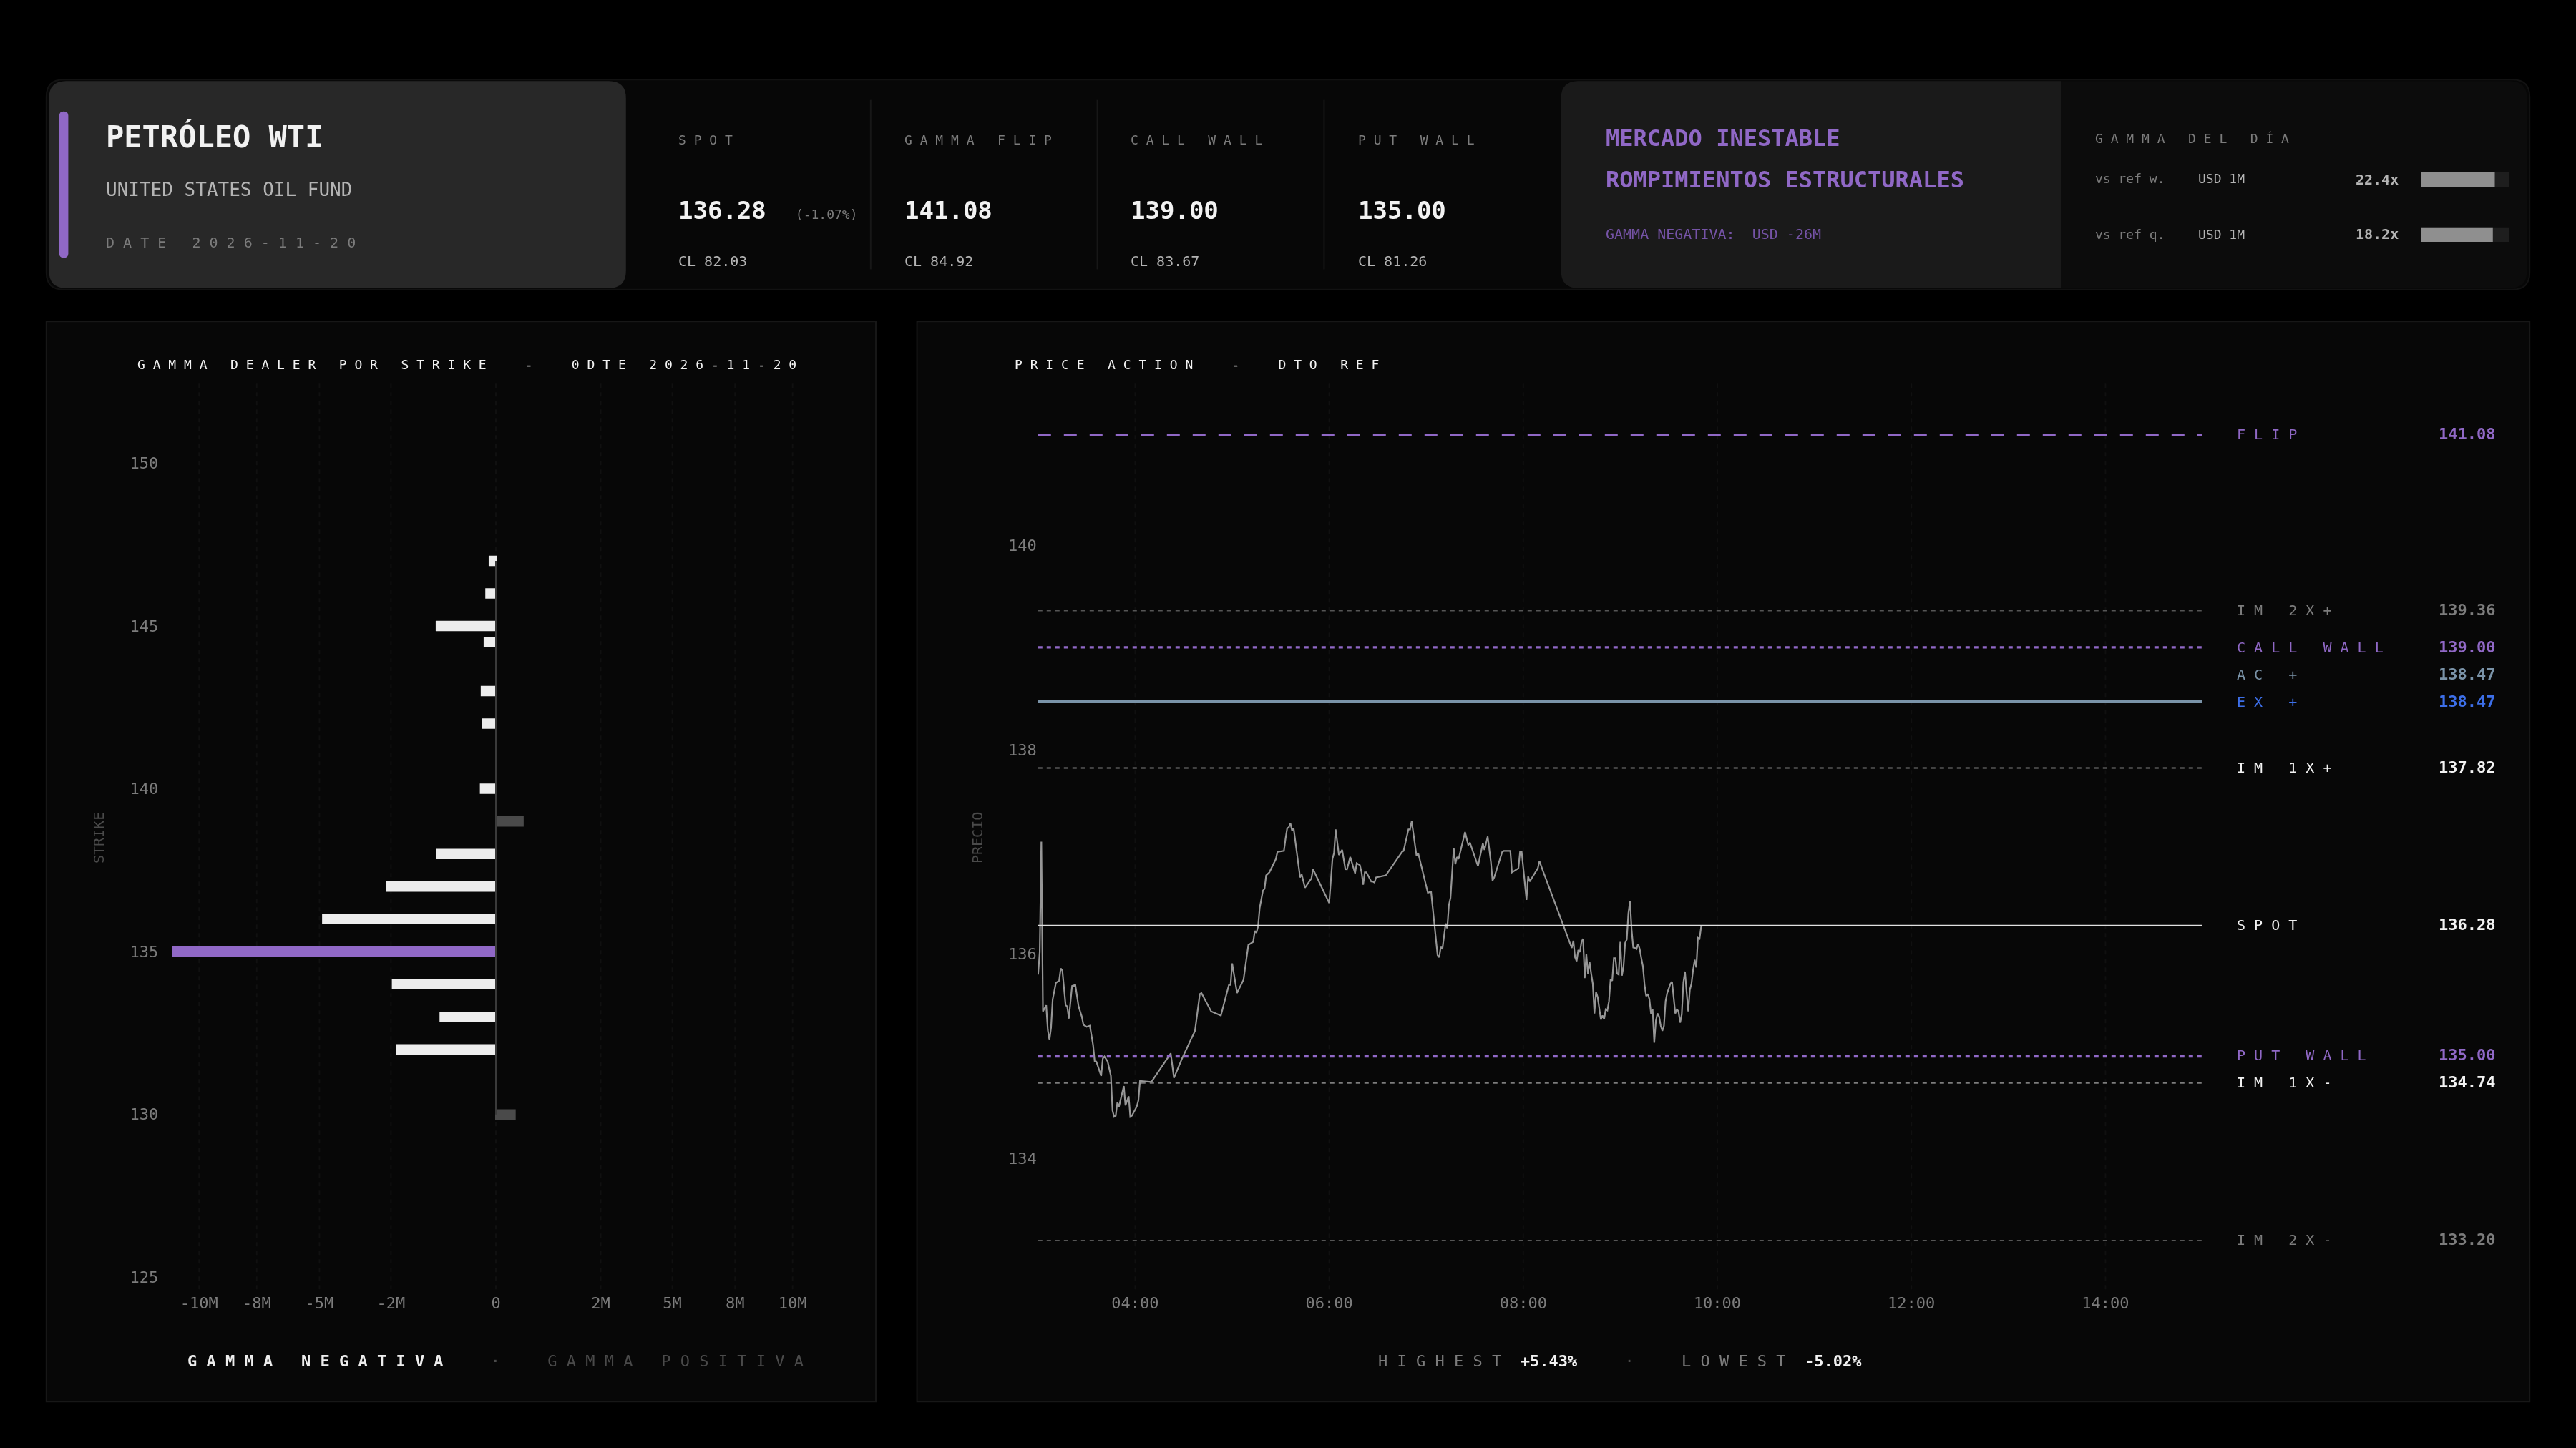 PETRÓLEO WTI
UNITED STATES OIL FUND
DATE 2026-11-20
SPOT
136.28 (-1.07%)
CL 82.03
GAMMA FLIP
141.08
CL 84.92
CALL WALL
139.00
CL 83.67
PUT WALL
135.00
CL 81.26
MERCADO INESTABLE
ROMPIMIENTOS ESTRUCTURALES
GAMMA NEGATIVA: USD -26M
GAMMA DEL DÍA
vs ref w. USD 1M 22.4x
vs ref q. USD 1M 18.2x
GAMMA DEALER POR STRIKE - 0DTE 2026-11-20
STRIKE
150
145
140
135
130
125
-10M -8M -5M -2M 0 2M 5M 8M 10M
GAMMA NEGATIVA · GAMMA POSITIVA
PRICE ACTION - DTO REF
PRECIO
140
138
136
134
FLIP 141.08
IM 2X+ 139.36
CALL WALL 139.00
AC + 138.47
EX + 138.47
IM 1X+ 137.82
SPOT 136.28
PUT WALL 135.00
IM 1X- 134.74
IM 2X- 133.20
04:00 06:00 08:00 10:00 12:00 14:00
HIGHEST +5.43% · LOWEST -5.02%